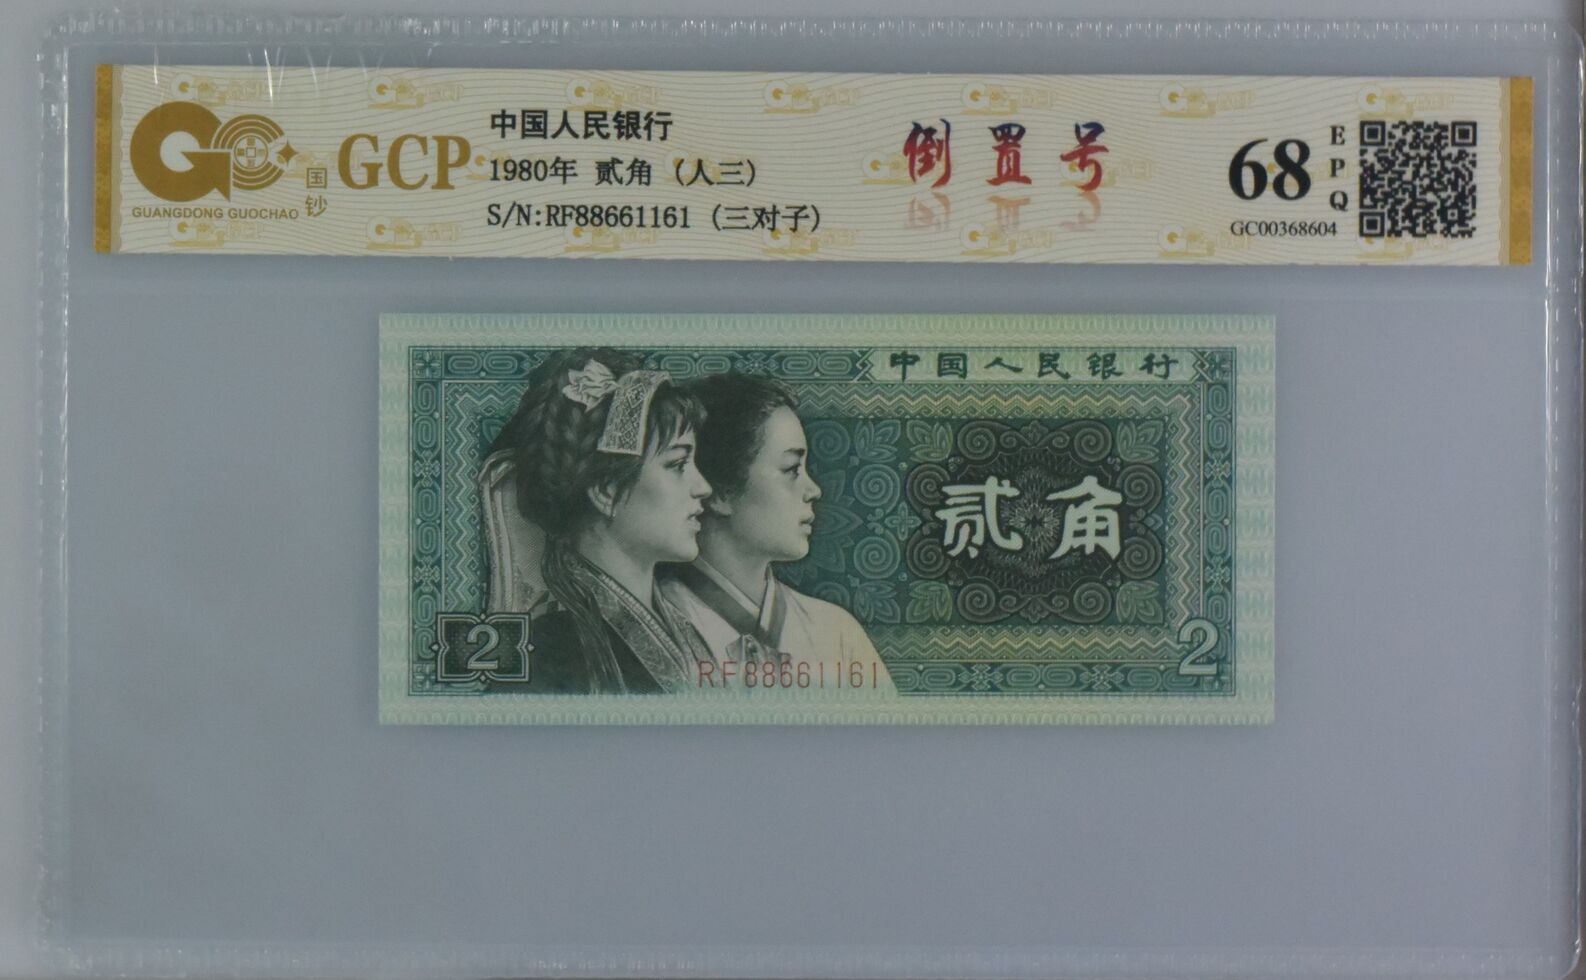 GCP
国钞
GUANGDONG GUOCHAO
中国人民银行
1980年 贰角 (人三)
S/N:RF88661161 (三对子)
倒置号
68
EPQ
GC00368604
中国人民银行
贰角
2
2
RF88661161